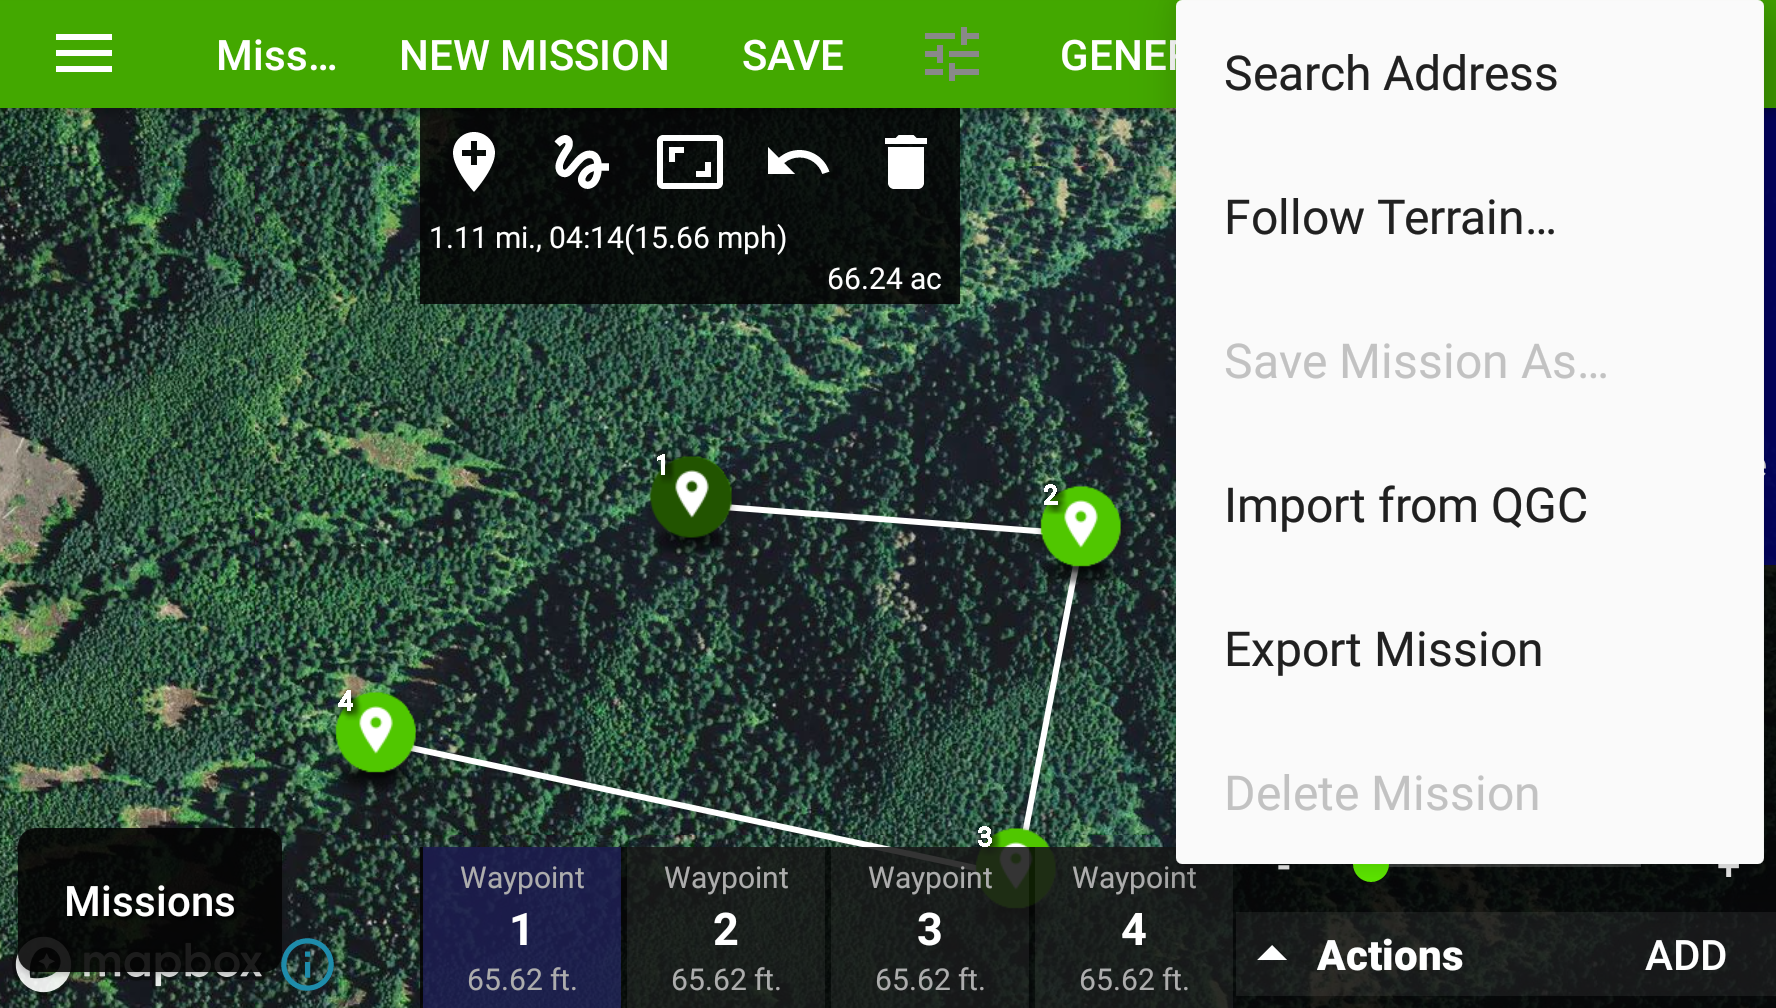 Miss… NEW MISSION SAVE GENER
Search Address
Follow Terrain…
Save Mission As…
Import from QGC
Export Mission
Delete Mission
1.11 mi., 04:14(15.66 mph)
66.24 ac
1
2
3
4
Missions
mapbox
i
Waypoint
1
65.62 ft.
Waypoint
2
65.62 ft.
Waypoint
3
65.62 ft.
Waypoint
4
65.62 ft.
- +
Actions ADD